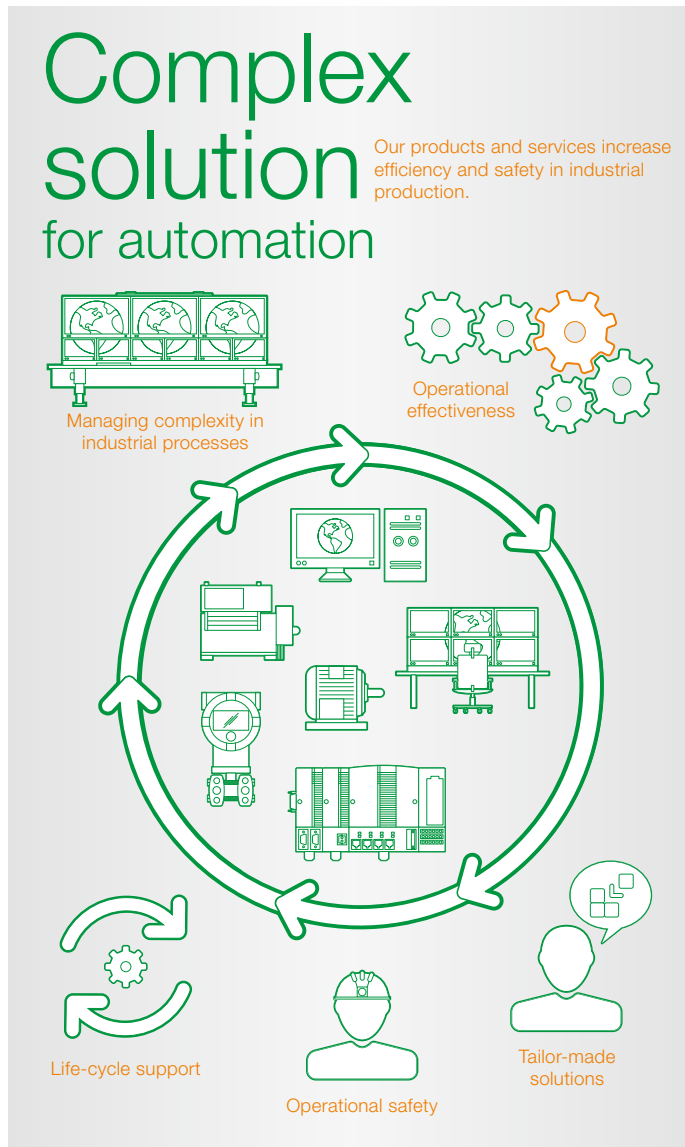 Complex
solution
for automation
Our products and services increase
efficiency and safety in industrial
production.
Managing complexity in
industrial processes
Operational
effectiveness
Life-cycle support
Operational safety
Tailor-made
solutions